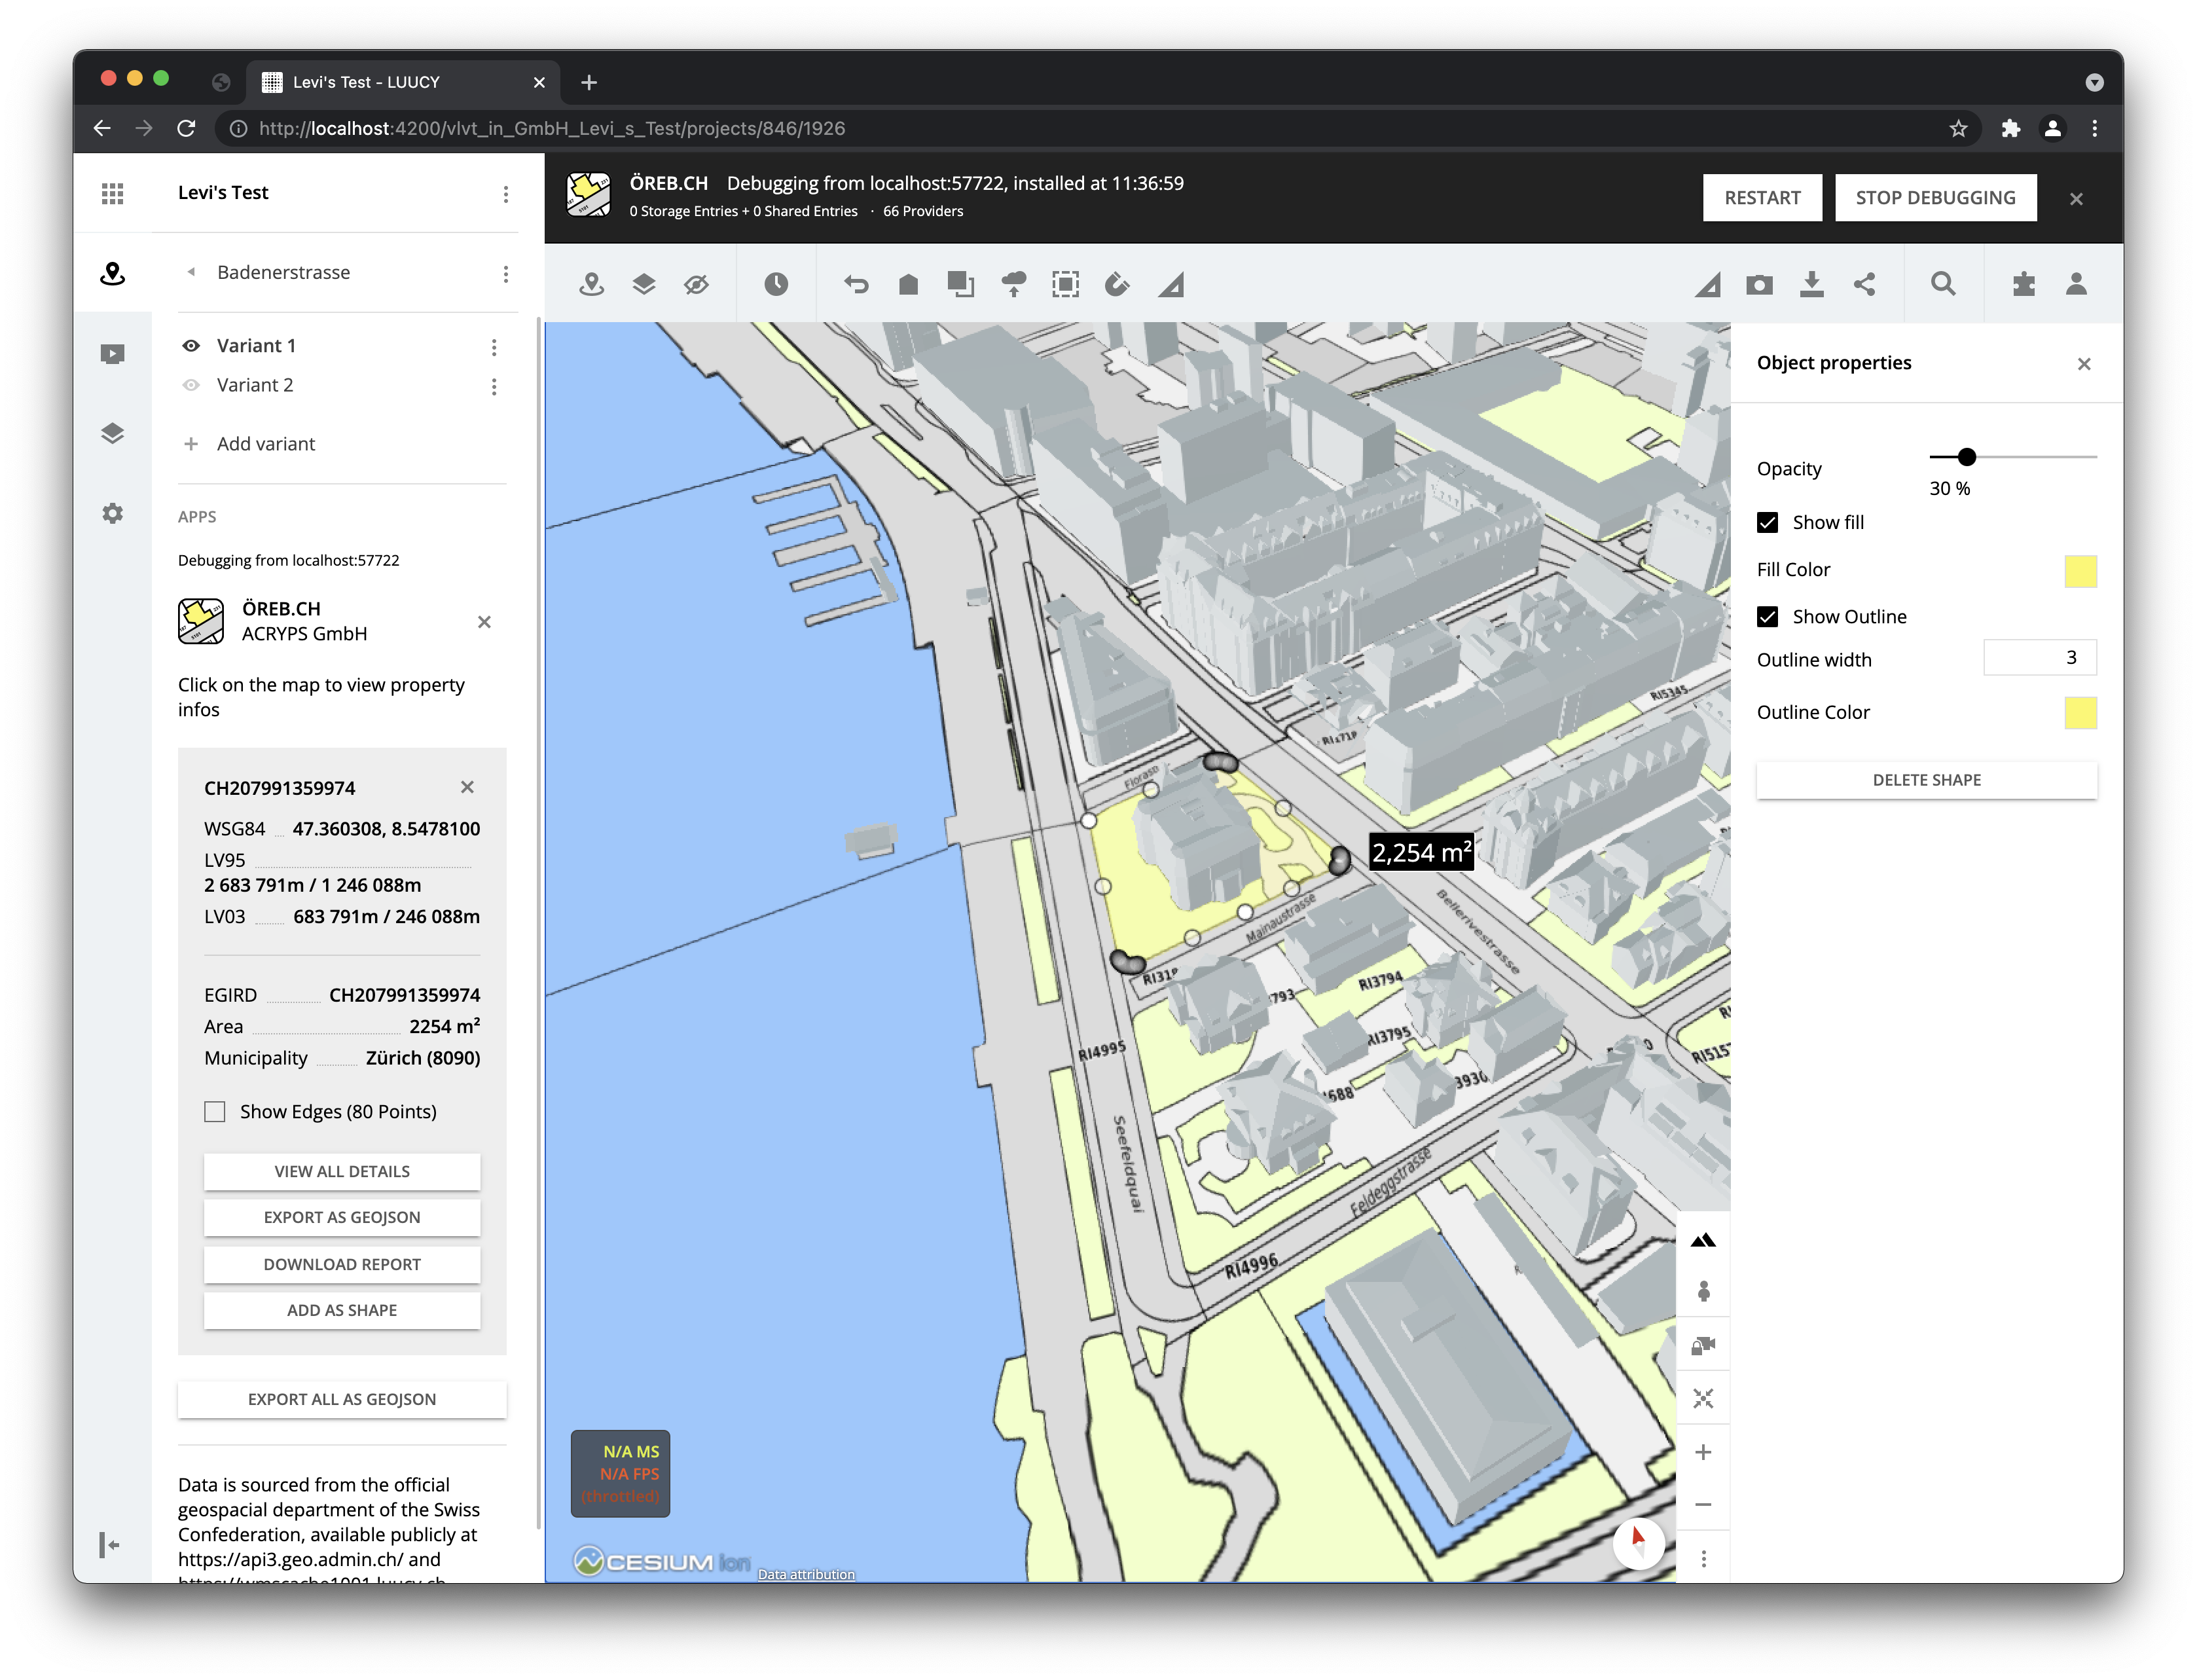 Levi's Test - LUUCY
http://localhost:4200/vlvt_in_GmbH_Levi_s_Test/projects/846/1926
Levi's Test
Badenerstrasse
Variant 1
Variant 2
Add variant
APPS
Debugging from localhost:57722
ÖREB.CH
ACRYPS GmbH
Click on the map to view property
infos
CH207991359974
WSG84 47.360308, 8.5478100
LV95
2 683 791m / 1 246 088m
LV03 683 791m / 246 088m
EGIRD CH207991359974
Area 2254 m²
Municipality Zürich (8090)
Show Edges (80 Points)
VIEW ALL DETAILS
EXPORT AS GEOJSON
DOWNLOAD REPORT
ADD AS SHAPE
EXPORT ALL AS GEOJSON
Data is sourced from the official
geospacial department of the Swiss
Confederation, available publicly at
https://api3.geo.admin.ch/ and
https://wmscache1001.luucy.ch
ÖREB.CH Debugging from localhost:57722, installed at 11:36:59
0 Storage Entries + 0 Shared Entries · 66 Providers
RESTART
STOP DEBUGGING
RI5345
2,254 m²
Mainaustrasse
Bellerivestrasse
RI3794
793
RI3795
RI4995
3930
688
Seefeldquai
Feldeggstrasse
RI4996
N/A MS
N/A FPS
(throttled)
CESIUM ion
Data attribution
Object properties
Opacity
30 %
Show fill
Fill Color
Show Outline
Outline width 3
Outline Color
DELETE SHAPE